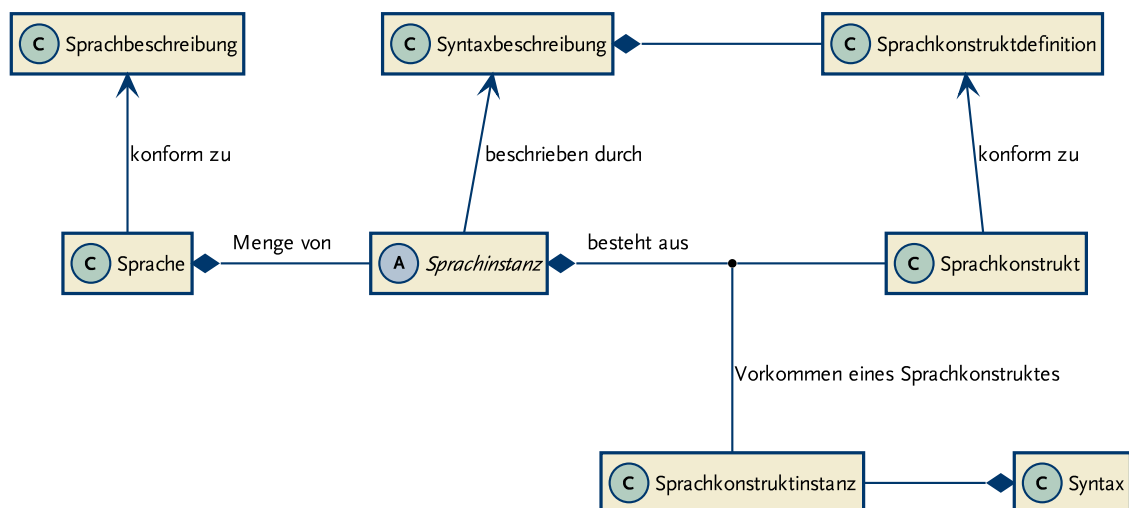 C Sprachbeschreibung
C Syntaxbeschreibung
C Sprachkonstruktdefinition
konform zu
beschrieben durch
konform zu
C Sprache
Menge von
A Sprachinstanz
besteht aus
C Sprachkonstrukt
Vorkommen eines Sprachkonstruktes
C Sprachkonstruktinstanz
C Syntax